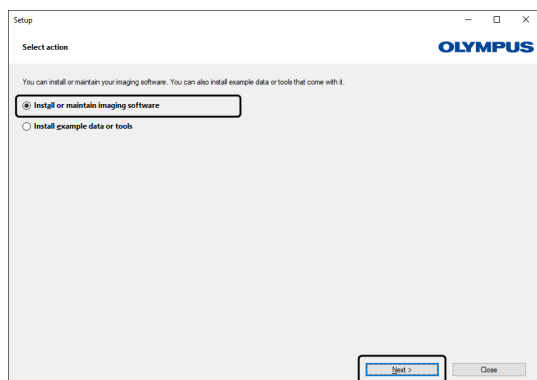 Setup
Select action
OLYMPUS
You can install or maintain your imaging software. You can also install example data or tools that come with it.
Install or maintain imaging software
Install example data or tools
Next >
Close